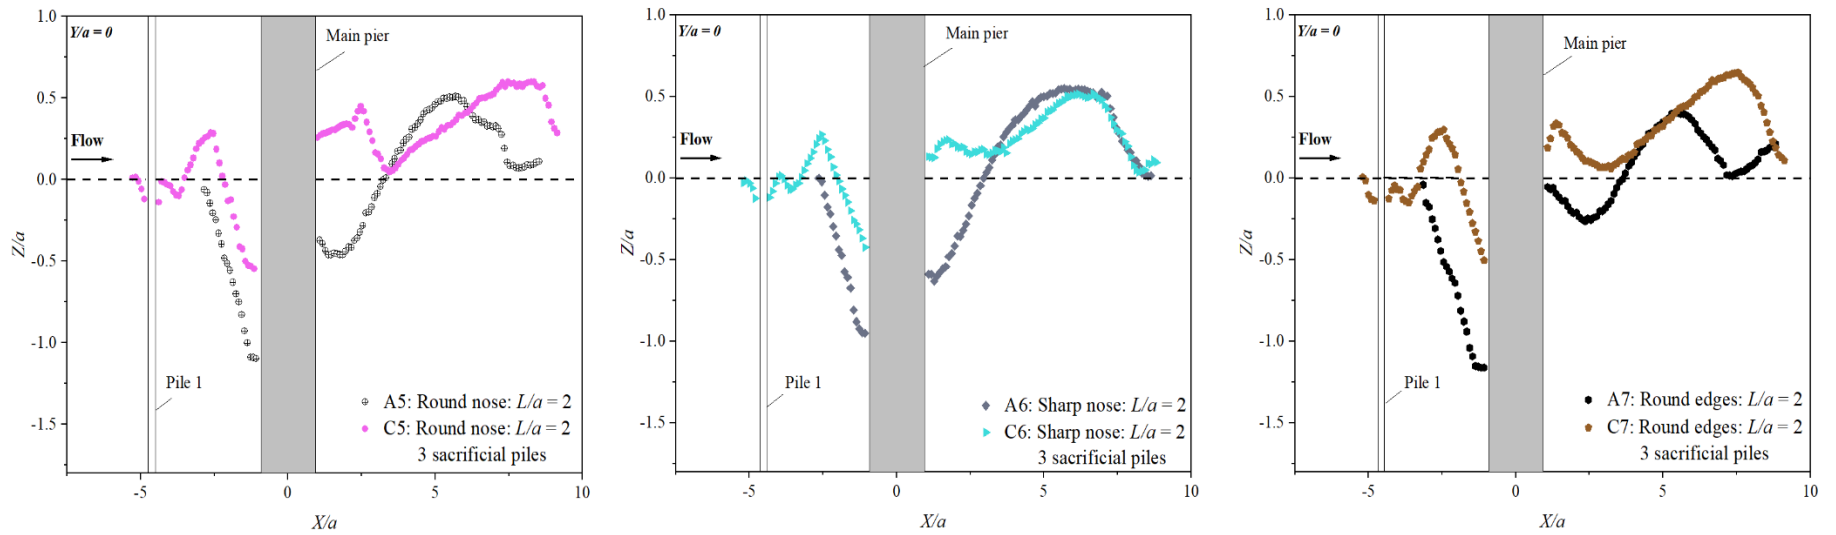 1.0
Y/a = 0
Main pier
0.5
Flow
0.0
Z/a
-0.5
-1.0
Pile 1
A5: Round nose: L/a = 2
C5: Round nose: L/a = 2
3 sacrificial piles
-1.5
-5
0
5
10
X/a
1.0
Y/a = 0
Main pier
0.5
Flow
0.0
Z/a
-0.5
-1.0
Pile 1
A6: Sharp nose: L/a = 2
C6: Sharp nose: L/a = 2
3 sacrificial piles
-1.5
-5
0
5
10
X/a
1.0
Y/a = 0
Main pier
0.5
Flow
0.0
Z/a
-0.5
-1.0
Pile 1
A7: Round edges: L/a = 2
C7: Round edges: L/a = 2
3 sacrificial piles
-1.5
-5
0
5
10
X/a